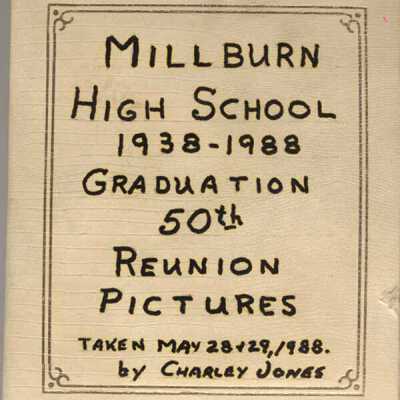 MILLBURN
HIGH SCHOOL
1938-1988
GRADUATION
50th
REUNION
PICTURES
TAKEN MAY 28+29, 1988.
by CHARLEY JONES